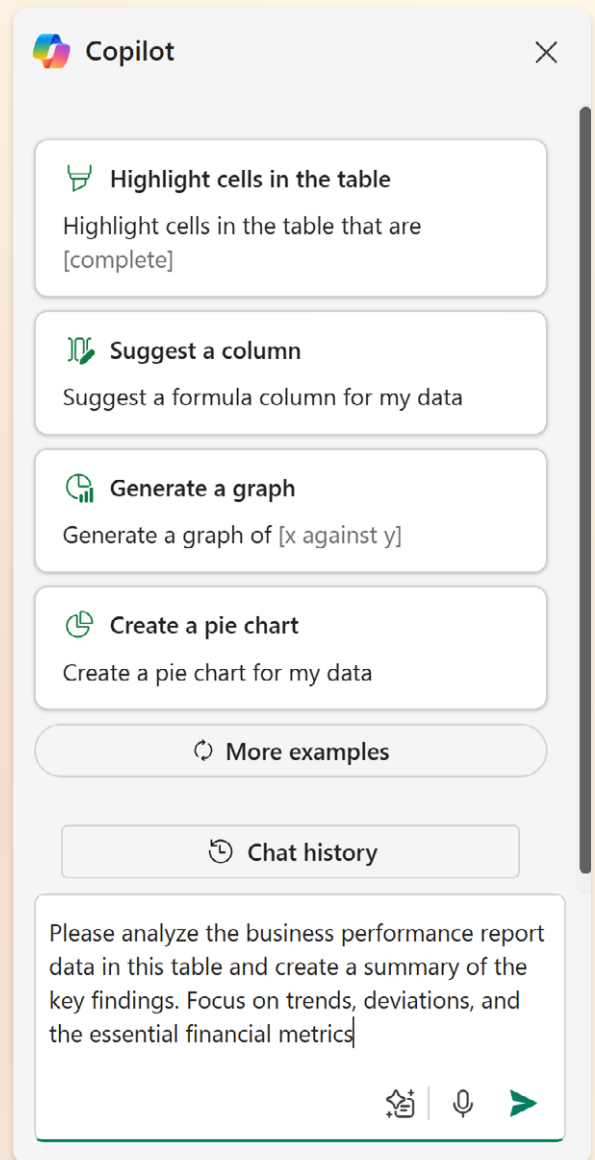 Copilot
Highlight cells in the table
Highlight cells in the table that are
[complete]
Suggest a column
Suggest a formula column for my data
Generate a graph
Generate a graph of [x against y]
Create a pie chart
Create a pie chart for my data
More examples
Chat history
Please analyze the business performance report
data in this table and create a summary of the
key findings. Focus on trends, deviations, and
the essential financial metrics